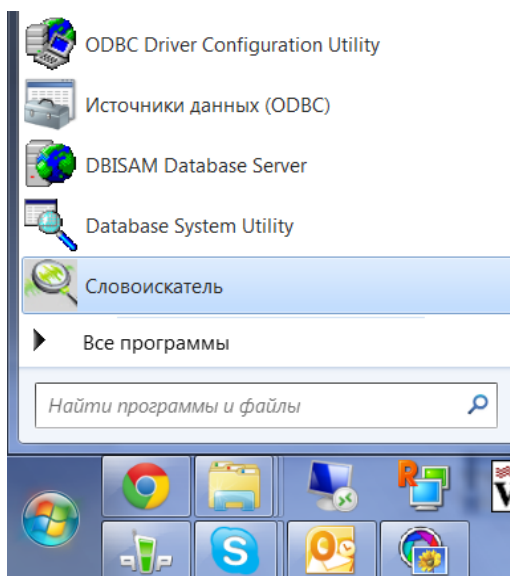 ODBC Driver Configuration Utility
Источники данных (ODBC)
DBISAM Database Server
Database System Utility
Словоискатель
Все программы
Найти программы и файлы